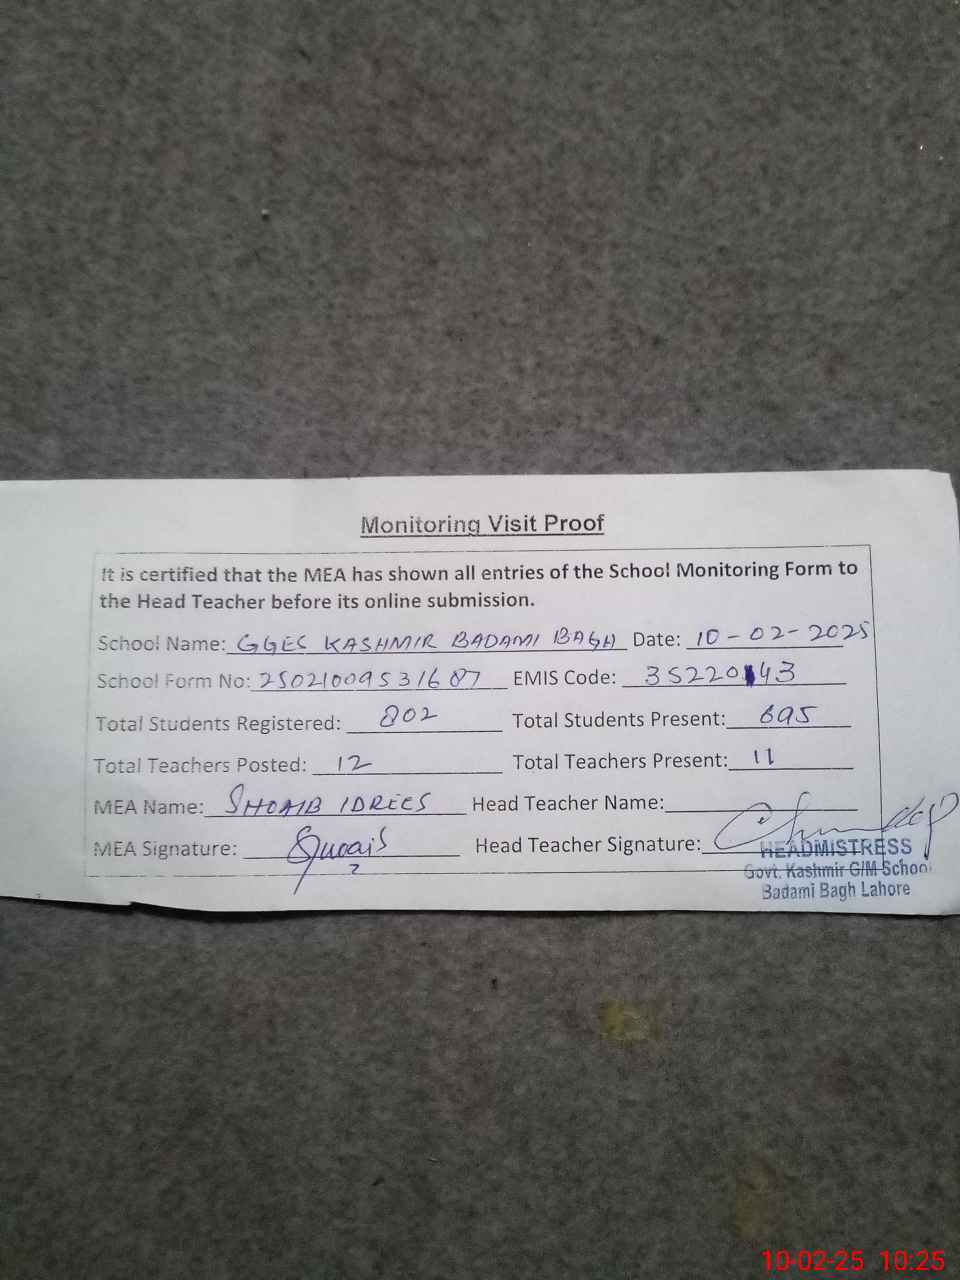 Monitoring Visit Proof
It is certified that the MEA has shown all entries of the School Monitoring Form to
the Head Teacher before its online submission.
School Name: GGES KASHMIR BADAMI BAGH Date: 10-02-2025
School Form No: 25021009531687 EMIS Code: 35220143
Total Students Registered: 802 Total Students Present: 695
Total Teachers Posted: 12 Total Teachers Present: 11
MEA Name: SHOAIB IDREES Head Teacher Name:
MEA Signature: Shoaib Head Teacher Signature:
HEADMISTRESS
Govt. Kashmir G/M School
Badami Bagh Lahore
10-02-25 10:25